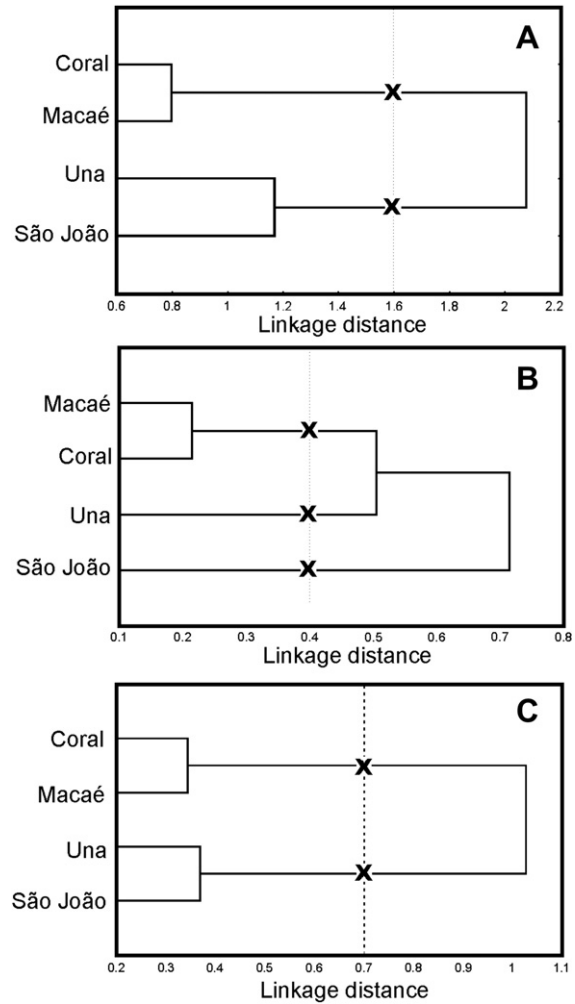 A
Coral
Macaé
Una
São João
0.6 0.8 1 1.2 1.4 1.6 1.8 2 2.2
Linkage distance
B
Macaé
Coral
Una
São João
0.1 0.2 0.3 0.4 0.5 0.6 0.7 0.8
Linkage distance
C
Coral
Macaé
Una
São João
0.2 0.3 0.4 0.5 0.6 0.7 0.8 0.9 1 1.1
Linkage distance